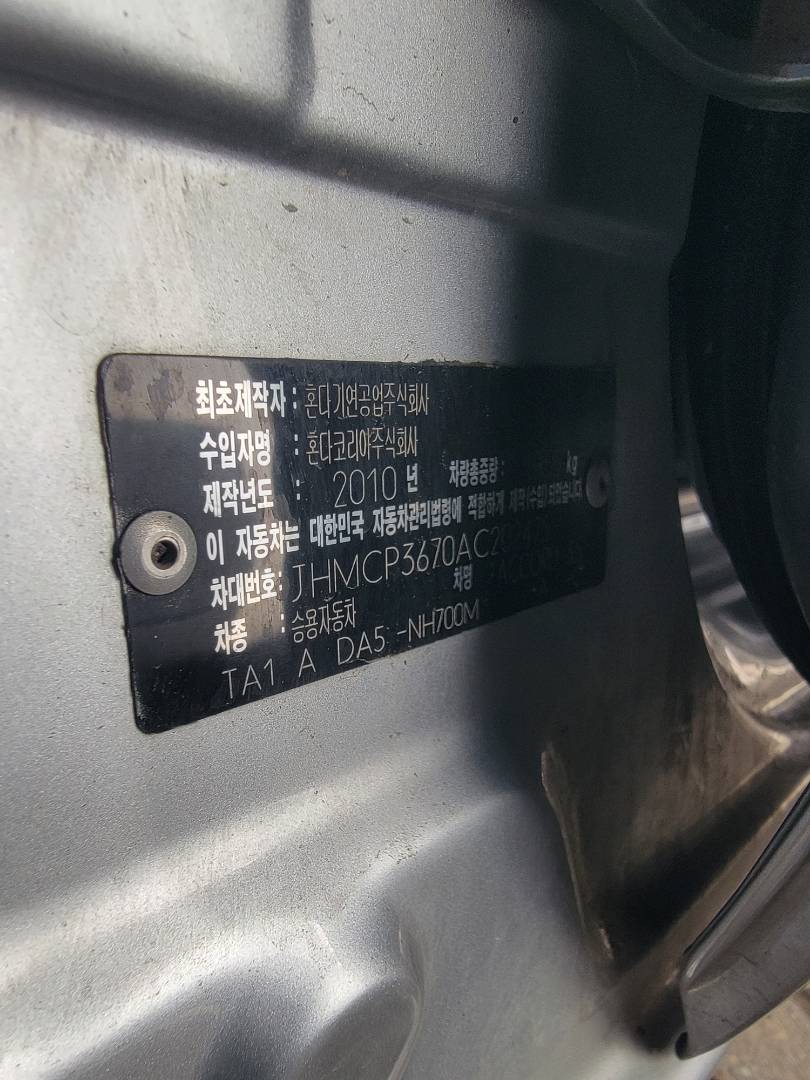 최초제작자 : 혼다기연공업주식회사
수입자명 : 혼다코리아주식회사
제작년도 : 2010 년 차량총중량 : kg
이 자동차는 대한민국 자동차관리법령에 적합하게 제작(수입) 되었습니다
차대번호: JHMCP3670AC2
차종 : 승용자동차 차명
TA1 A DA5 -NH700M